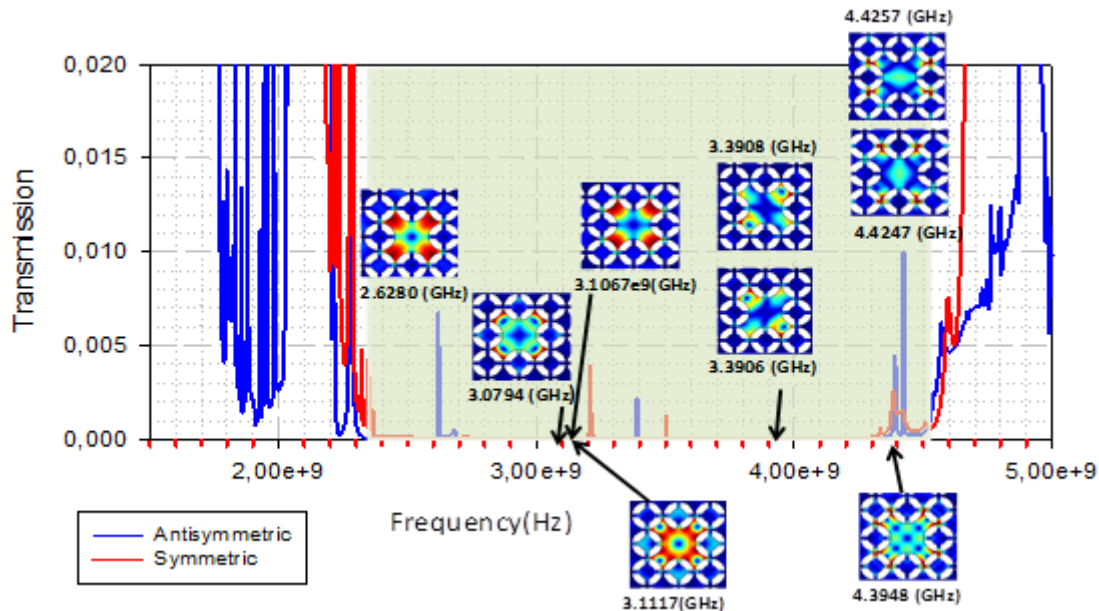 4.4257 (GHz)
0,020
0,015
3.3908 (GHz)
Transmission
0,010
4.4247(GHz)
2.6280 (GHz)
3.1067e9(GHz)
0,005
3.3906 (GHz)
3.0794 (GHz)
0,000
2,00e+9
3,00e+9
4,00e+9
5,00e+9
Frequency(Hz)
Antisymmetric
Symmetric
3.1117(GHz)
4.3948 (GHz)